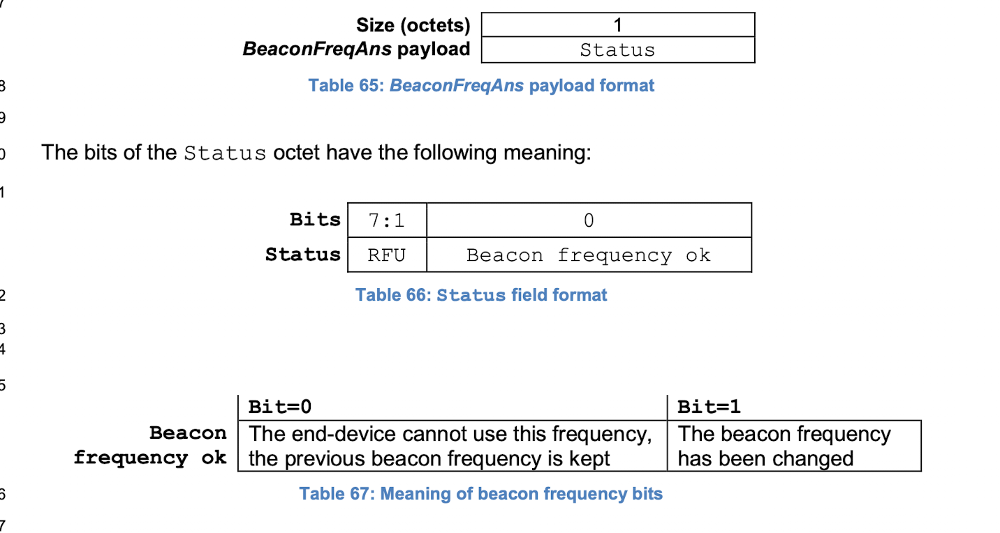 7
Size (octets) 1
BeaconFreqAns payload Status
8 Table 65: BeaconFreqAns payload format
9
0 The bits of the Status octet have the following meaning:
1
Bits 7:1 0
Status RFU Beacon frequency ok
2 Table 66: Status field format
3
4
5
Bit=0 Bit=1
Beacon The end-device cannot use this frequency, The beacon frequency
frequency ok the previous beacon frequency is kept has been changed
6 Table 67: Meaning of beacon frequency bits
7